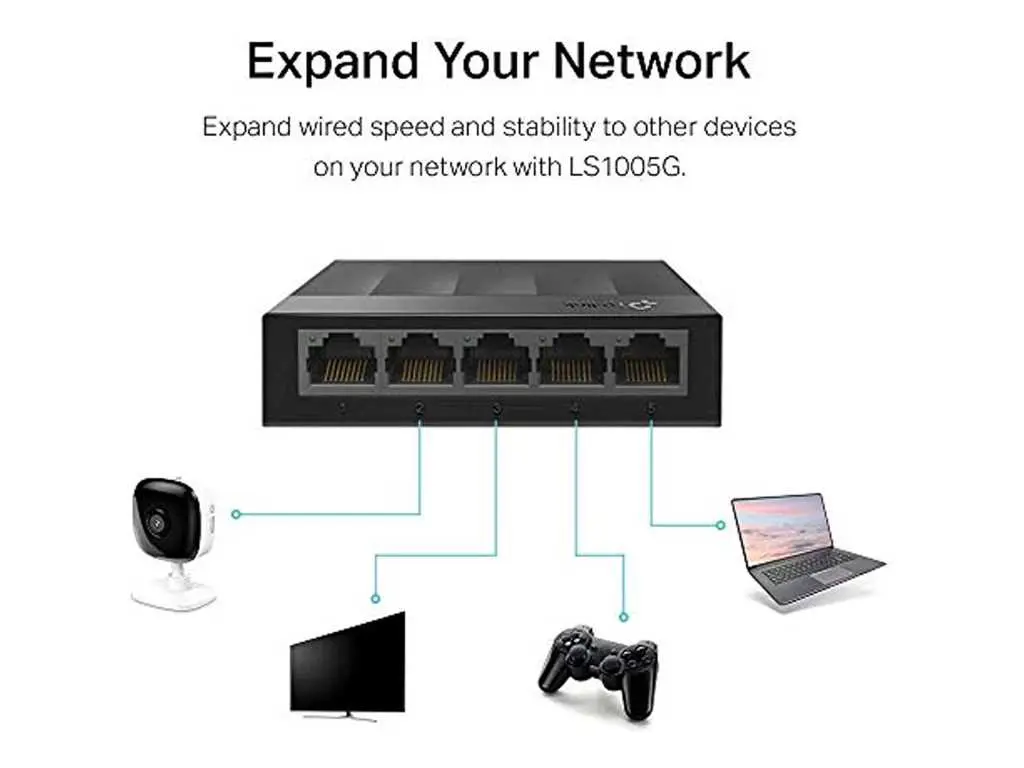 Expand Your Network
Expand wired speed and stability to other devices
on your network with LS1005G.
1 2 3 4 5